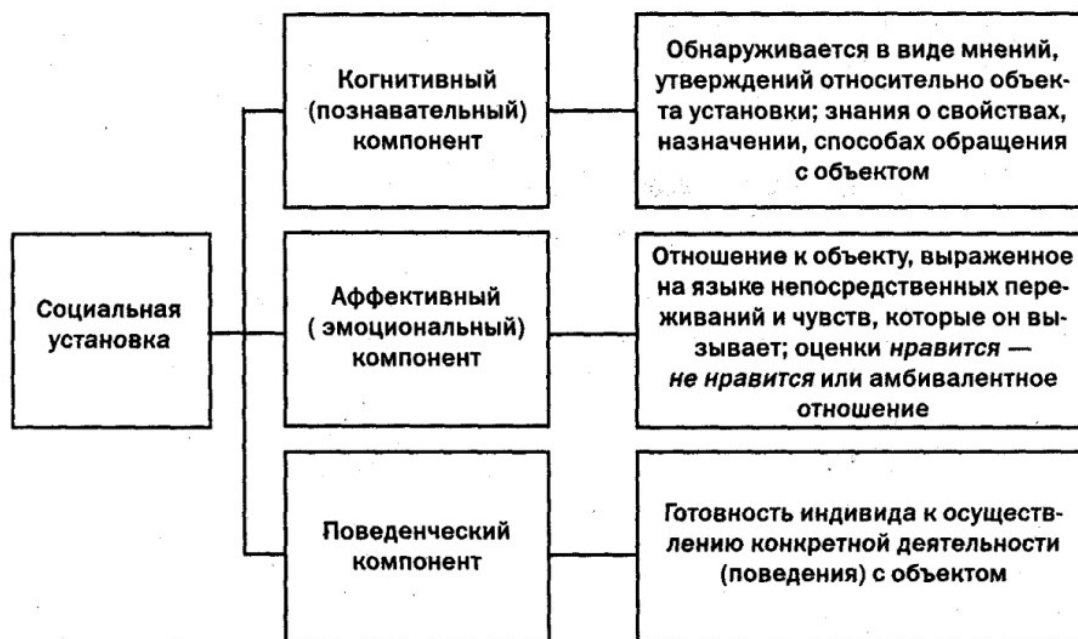 Социальная
установка
Когнитивный
(познавательный)
компонент
Обнаруживается в виде мнений,
утверждений относительно объек-
та установки; знания о свойствах,
назначении, способах обращения
с объектом
Аффективный
( эмоциональный)
компонент
Отношение к объекту, выраженное
на языке непосредственных пере-
живаний и чувств, которые он вы-
зывает; оценки нравится —
не нравится или амбивалентное
отношение
Поведенческий
компонент
Готовность индивида к осуществ-
лению конкретной деятельности
(поведения) с объектом